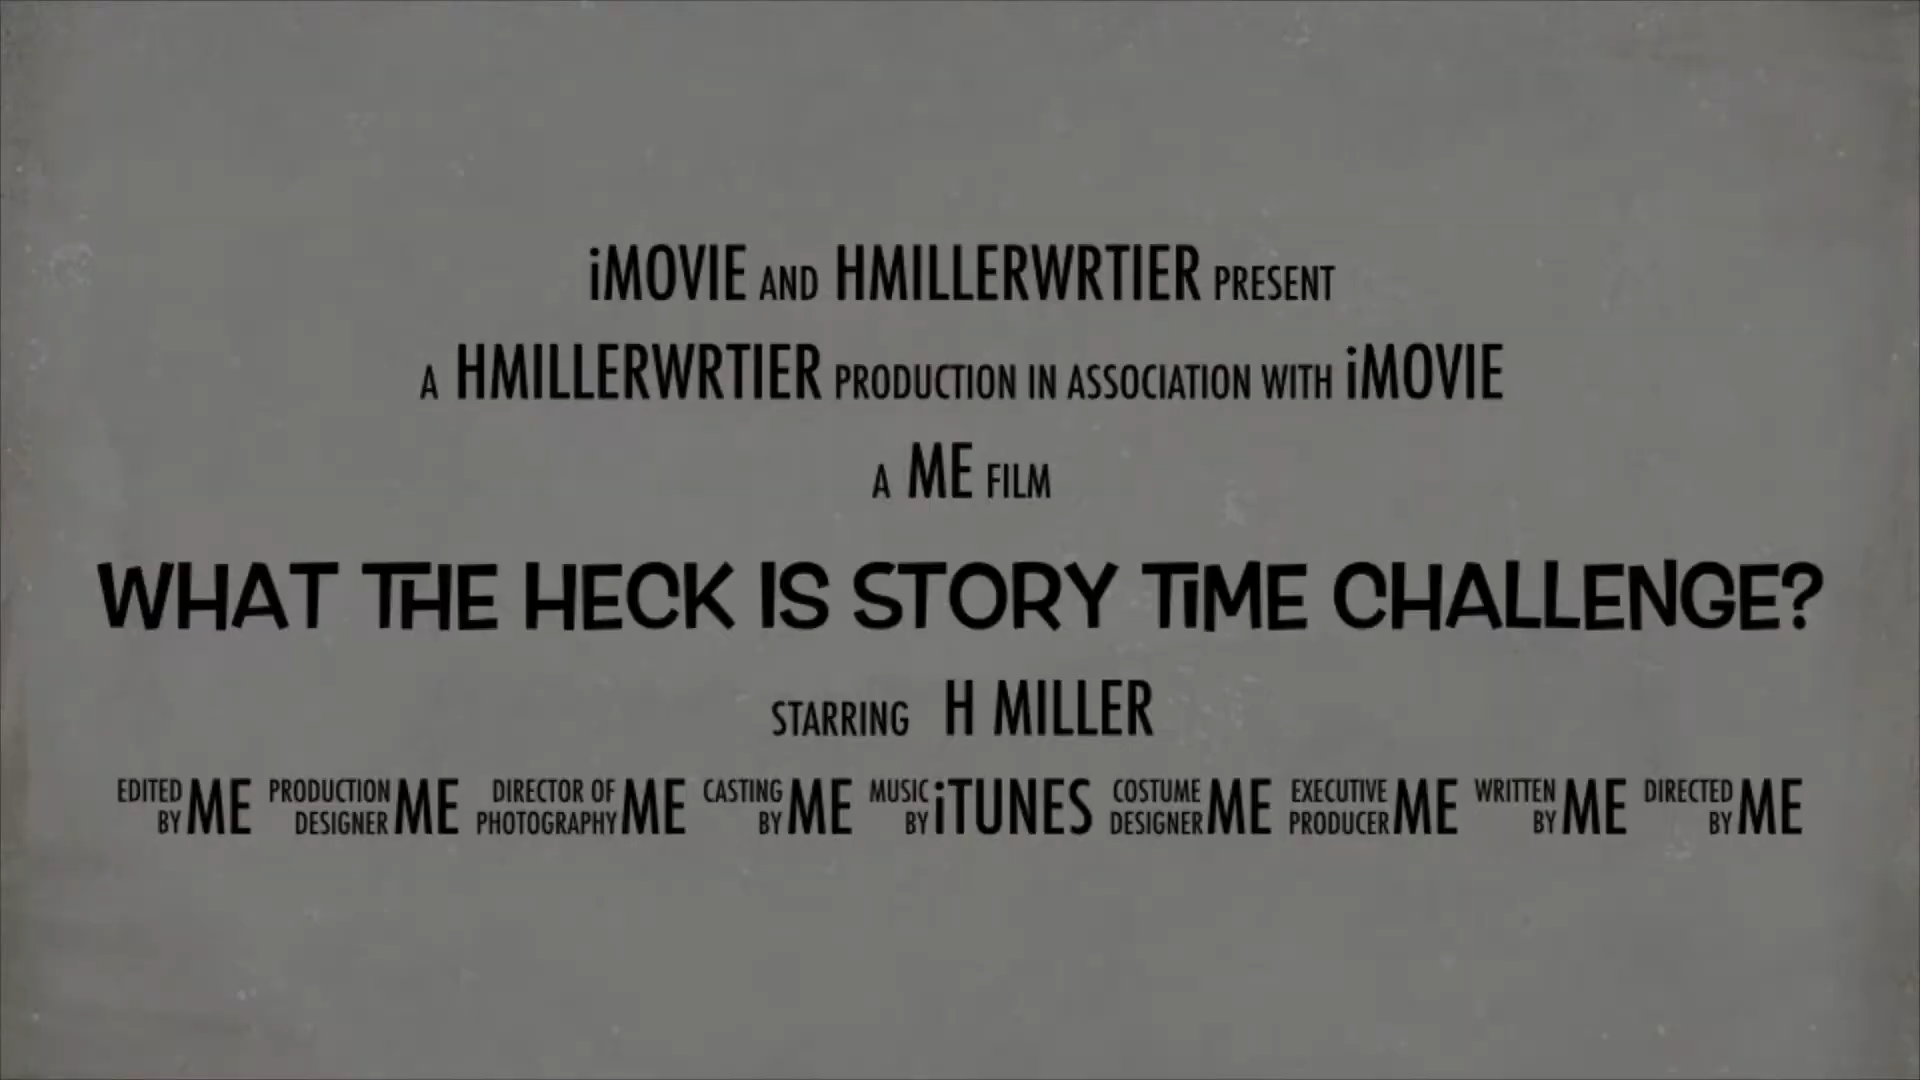 iMOVIE AND HMILLERWRTIER PRESENT
A HMILLERWRTIER PRODUCTION IN ASSOCIATION WITH iMOVIE
A ME FILM
WHAT THE HECK IS STORY TiME CHALLENGE?
STARRING H MILLER
EDITED BY ME PRODUCTION DESIGNER ME DIRECTOR OF PHOTOGRAPHY ME CASTING BY ME MUSIC BY iTUNES COSTUME DESIGNER ME EXECUTIVE PRODUCER ME WRITTEN BY ME DIRECTED BY ME